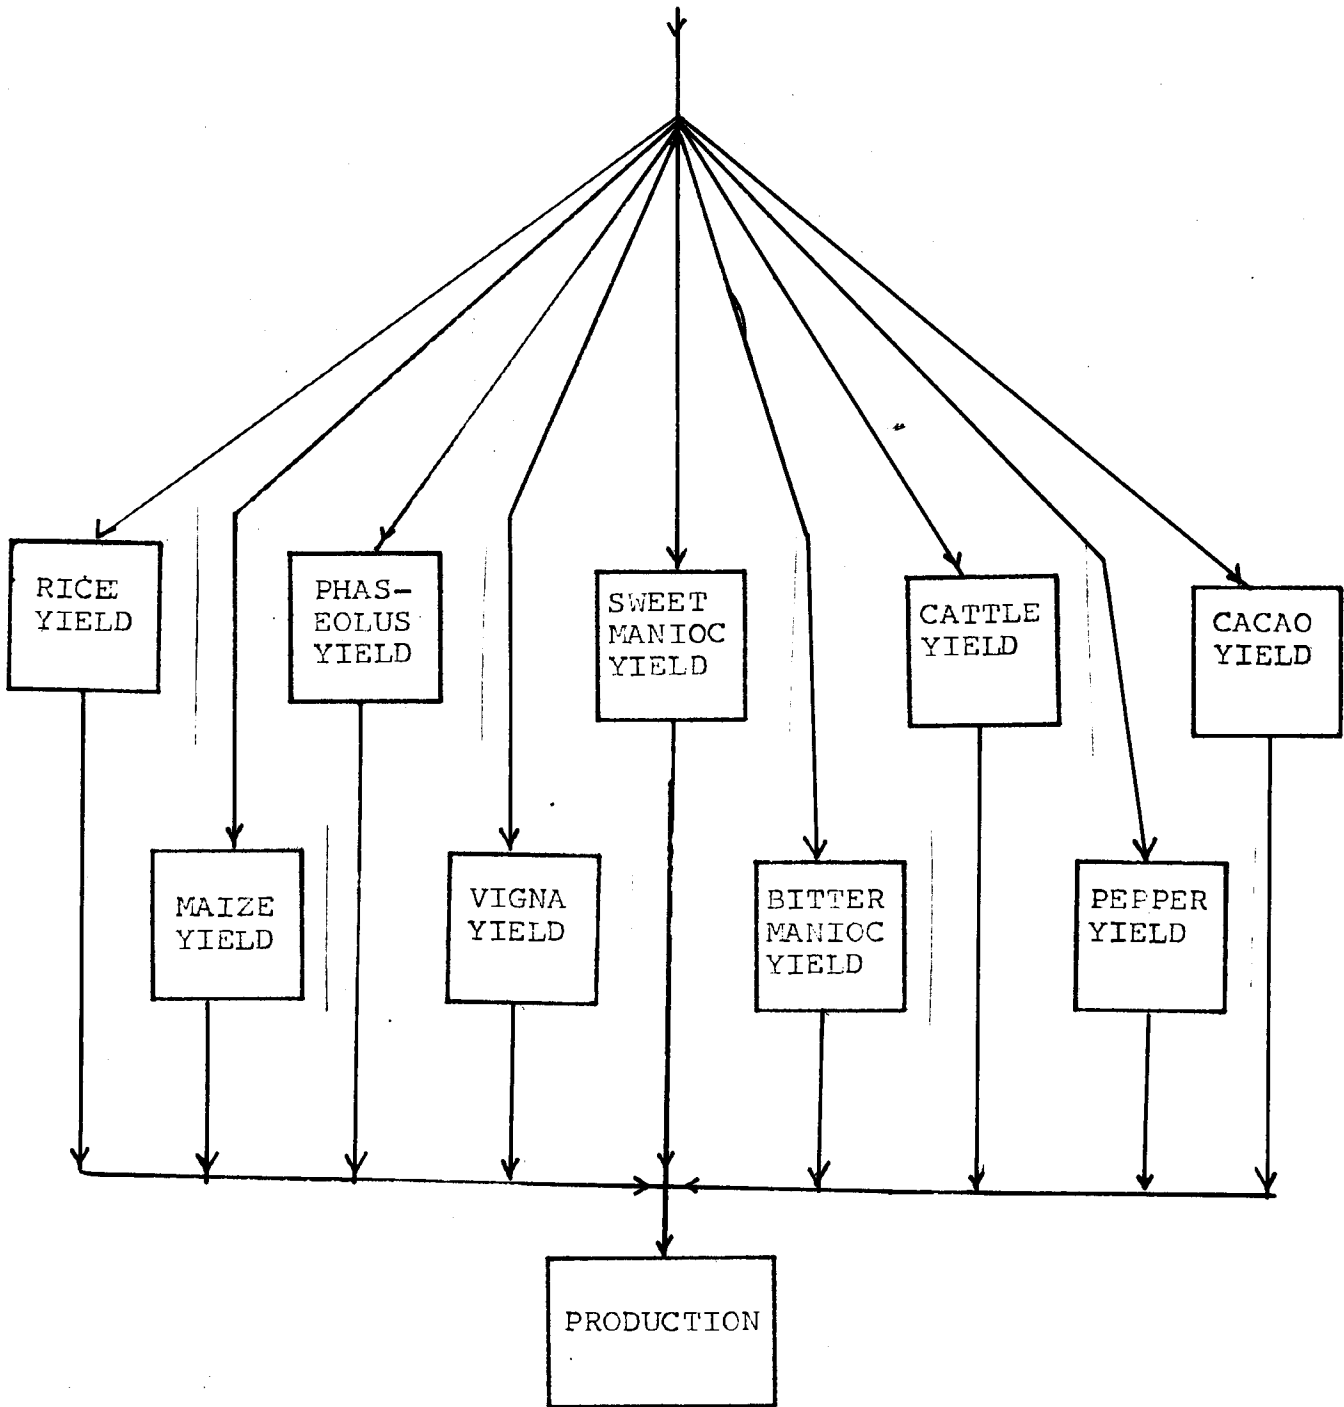 RICE
YIELD
PHAS-
EOLUS
YIELD
SWEET
MANIOC
YIELD
CATTLE
YIELD
CACAO
YIELD
MAIZE
YIELD
VIGNA
YIELD
BITTER
MANIOC
YIELD
PEPPER
YIELD
PRODUCTION